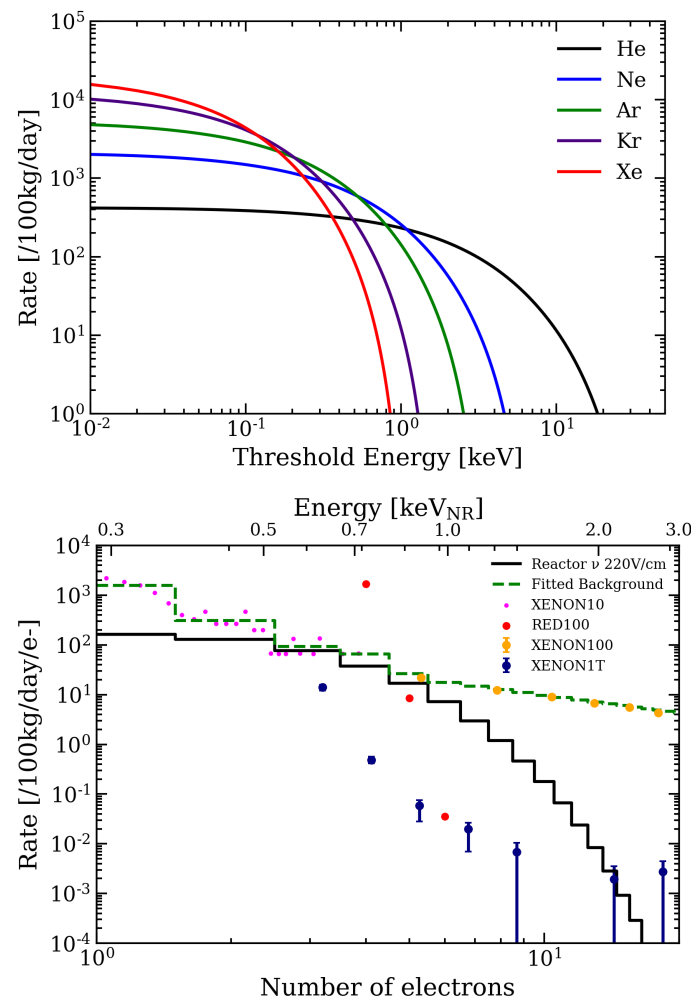 10^5
10^4
10^3
10^2
10^1
10^0
Rate [/100kg/day]
He
Ne
Ar
Kr
Xe
10^-2 10^-1 10^0 10^1
Threshold Energy [keV]
Energy [keV_NR]
0.3 0.5 0.7 1.0 2.0 3.0
10^4
10^3
10^2
10^1
10^0
10^-1
10^-2
10^-3
10^-4
Rate [/100kg/day/e-]
Reactor ν 220V/cm
Fitted Background
XENON10
RED100
XENON100
XENON1T
10^0 10^1
Number of electrons